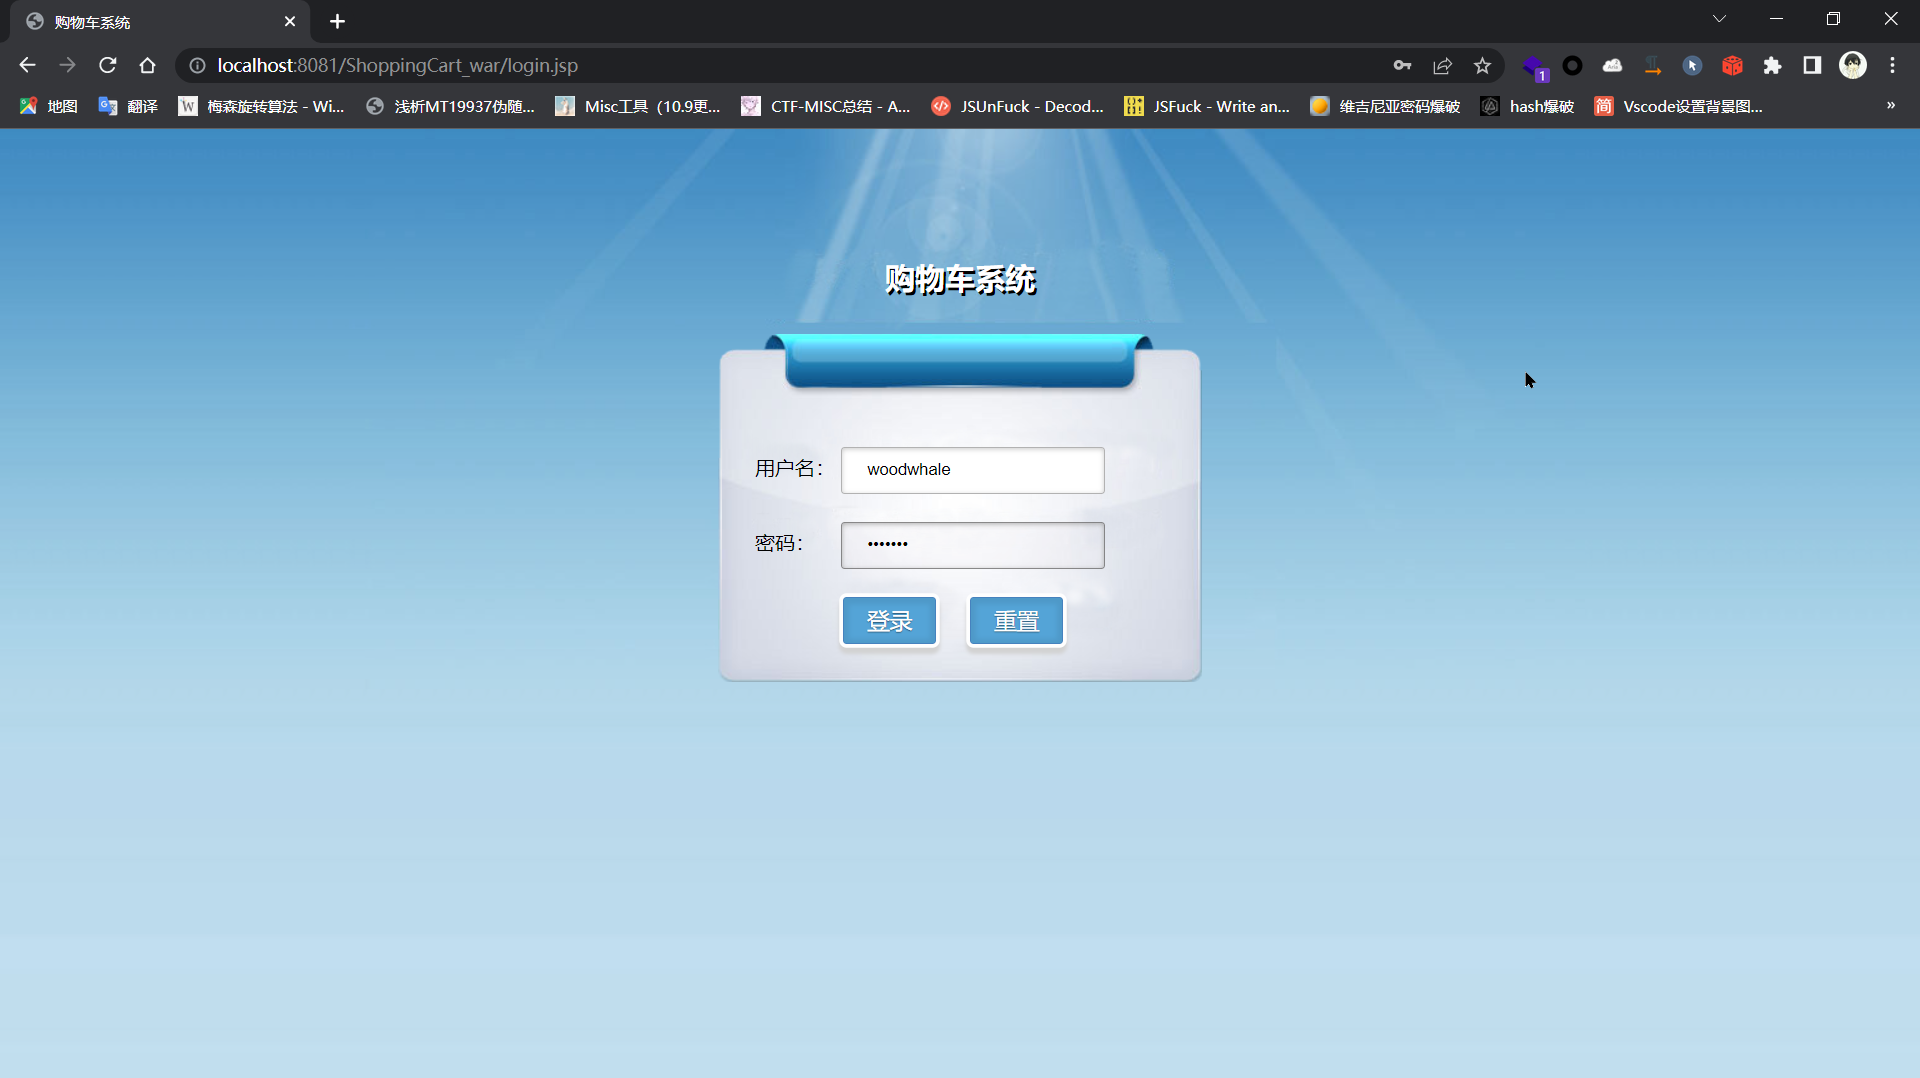 购物车系统
localhost:8081/ShoppingCart_war/login.jsp
1
地图 翻译 梅森旋转算法 - Wi... 浅析MT19937伪随... Misc工具（10.9更... CTF-MISC总结 - A... JSUnFuck - Decod... JSFuck - Write an... 维吉尼亚密码爆破 hash爆破 简 Vscode设置背景图... »
购物车系统
用户名： woodwhale
密码： •••••••
登录 重置